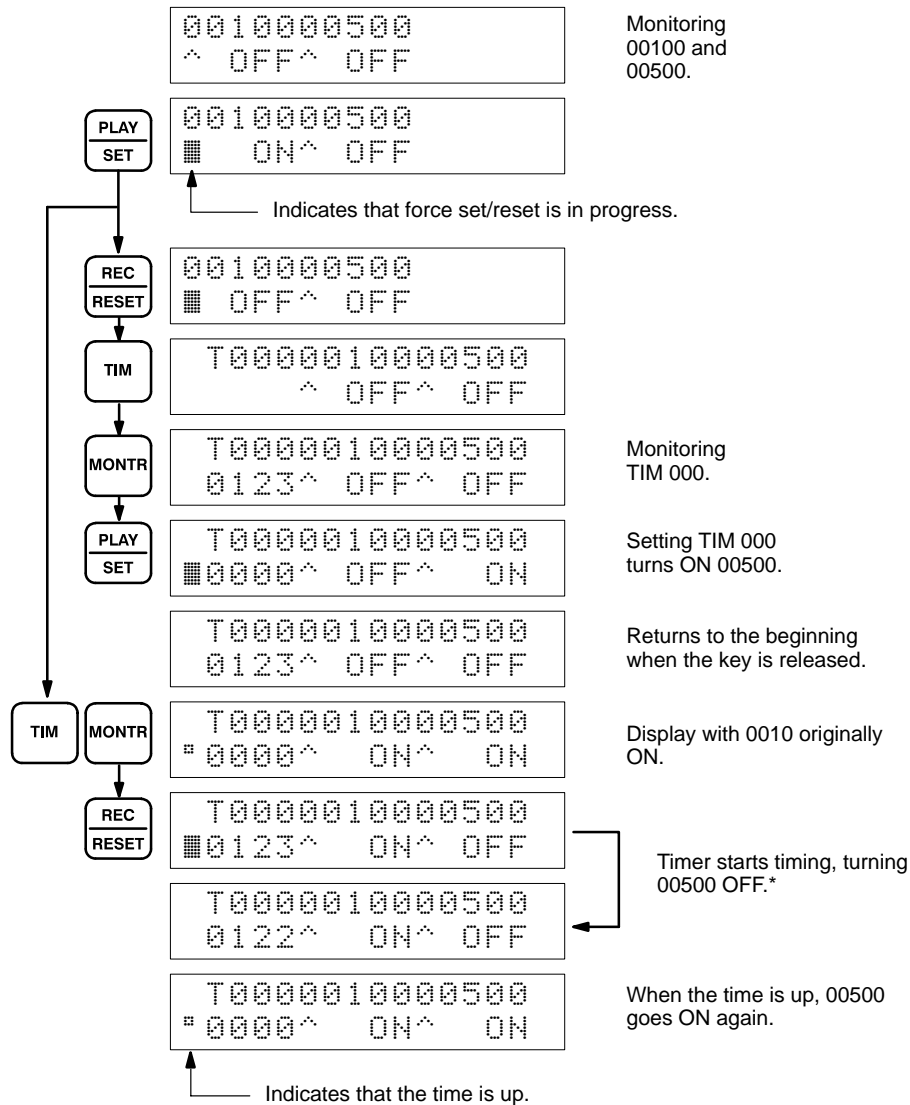 0010000500
^ OFF^ OFF
Monitoring
00100 and
00500.
PLAY
SET
0010000500
ON^ OFF
Indicates that force set/reset is in progress.
REC
RESET
0010000500
OFF^ OFF
TIM
T0000010000500
^ OFF^ OFF
MONTR
T0000010000500
0123^ OFF^ OFF
Monitoring
TIM 000.
PLAY
SET
T0000010000500
0000^ OFF^ ON
Setting TIM 000
turns ON 00500.
T0000010000500
0123^ OFF^ OFF
Returns to the beginning
when the key is released.
TIM
MONTR
T0000010000500
0000^ ON^ ON
Display with 0010 originally
ON.
REC
RESET
T0000010000500
0123^ ON^ OFF
Timer starts timing, turning
00500 OFF.*
T0000010000500
0122^ ON^ OFF
T0000010000500
0000^ ON^ ON
When the time is up, 00500
goes ON again.
Indicates that the time is up.